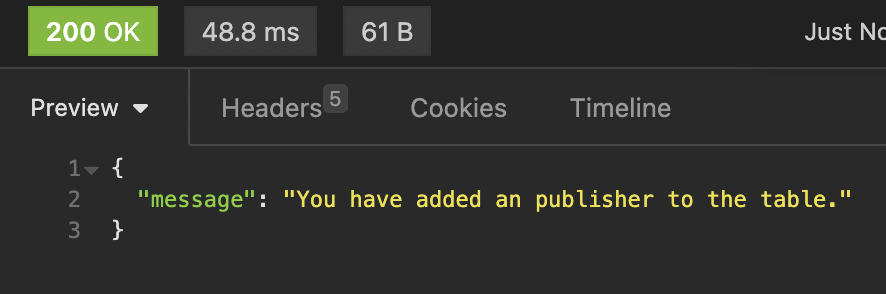 200 OK 48.8 ms 61 B Just No
Preview Headers 5 Cookies Timeline
1 {
2 "message": "You have added an publisher to the table."
3 }